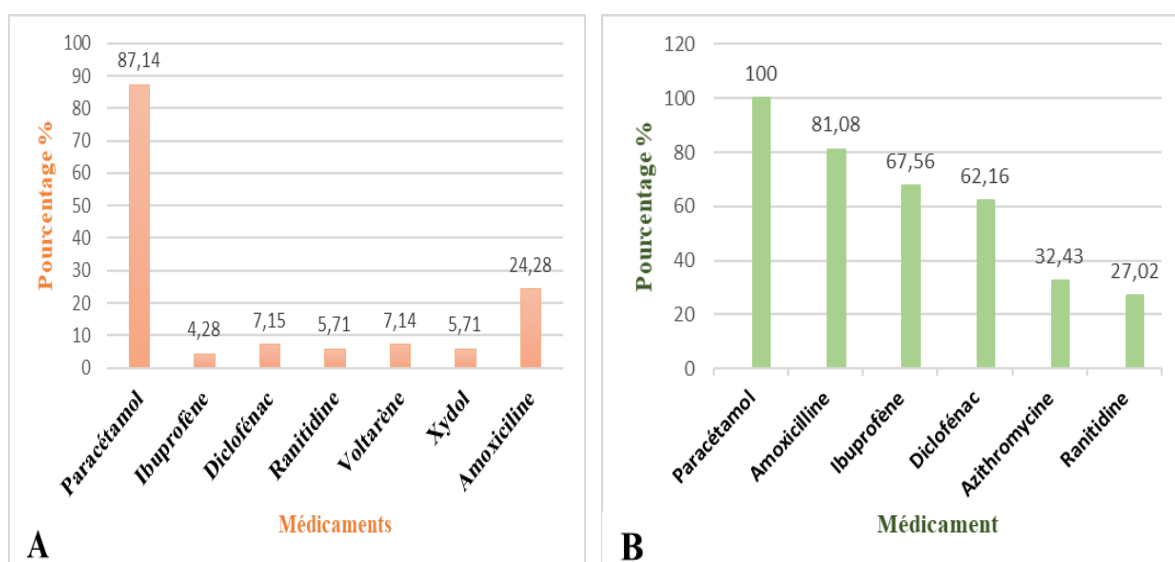 Pourcentage %
100
90
80
70
60
50
40
30
20
10
0
87,14
4,28
7,15
5,71
7,14
5,71
24,28
Paracétamol
Ibuprofène
Diclofénac
Ranitidine
Voltarène
Xydol
Amoxiciline
Médicaments
A
Pourcentage %
120
100
80
60
40
20
0
100
81,08
67,56
62,16
32,43
27,02
Paracétamol
Amoxicilline
Ibuprofène
Diclofénac
Azithromycine
Ranitidine
Médicament
B